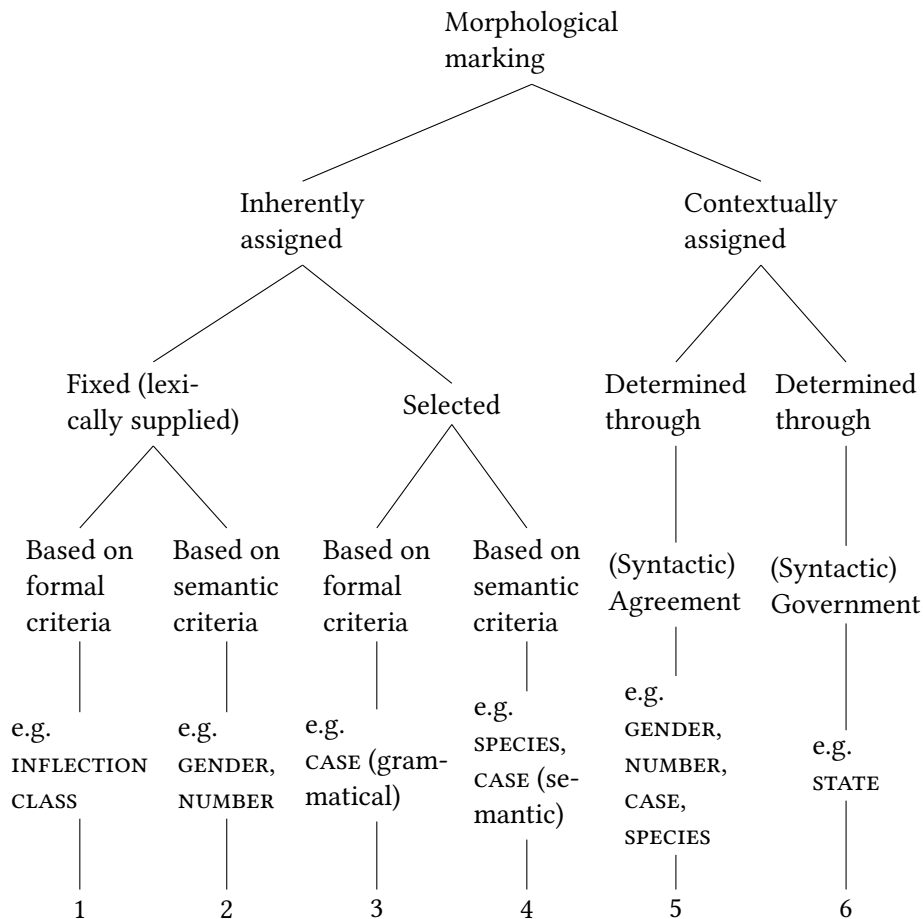 Morphological
marking
Inherently
assigned
Contextually
assigned
Fixed (lexi-
cally supplied)
Selected
Determined
through
Determined
through
Based on
formal
criteria
Based on
semantic
criteria
Based on
formal
criteria
Based on
semantic
criteria
(Syntactic)
Agreement
(Syntactic)
Government
e.g.
INFLECTION
CLASS
e.g.
GENDER,
NUMBER
e.g.
CASE (gram-
matical)
e.g.
SPECIES,
CASE (se-
mantic)
e.g.
GENDER,
NUMBER,
CASE,
SPECIES
e.g.
STATE
1
2
3
4
5
6